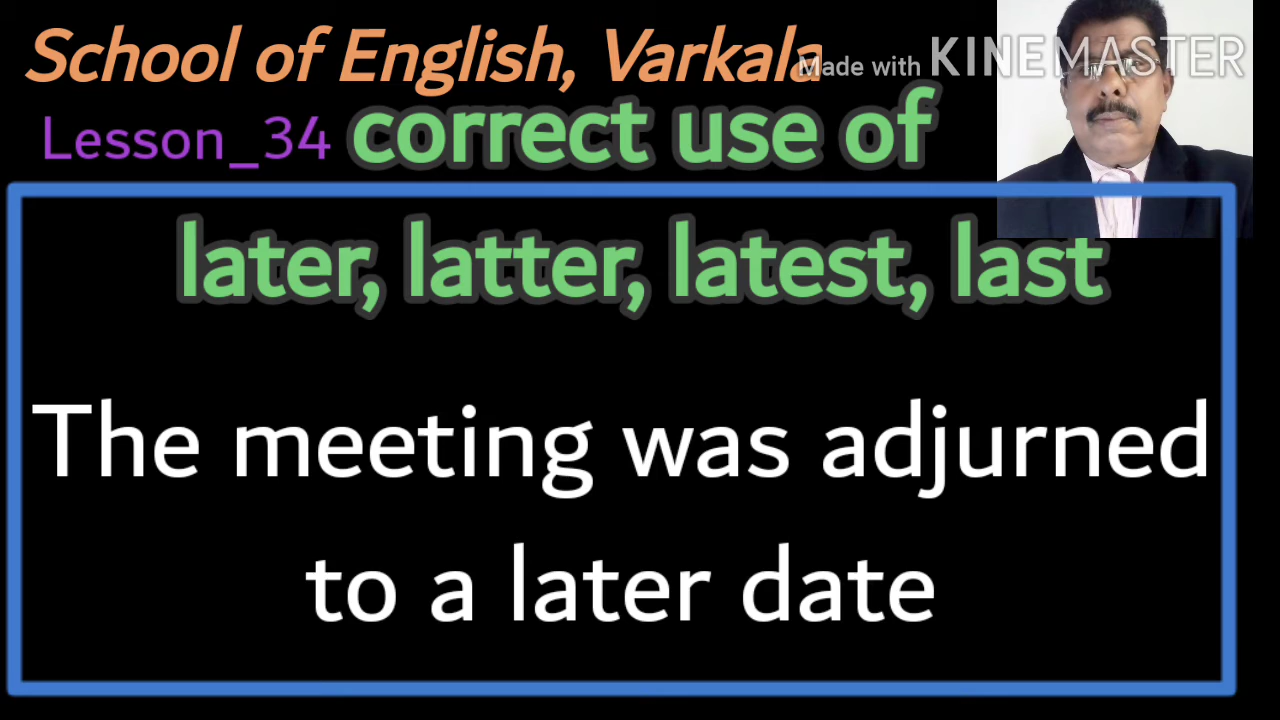 School of English, Varkala
Made with KINEMASTER
Lesson_34 correct use of
later, latter, latest, last
The meeting was adjurned
to a later date